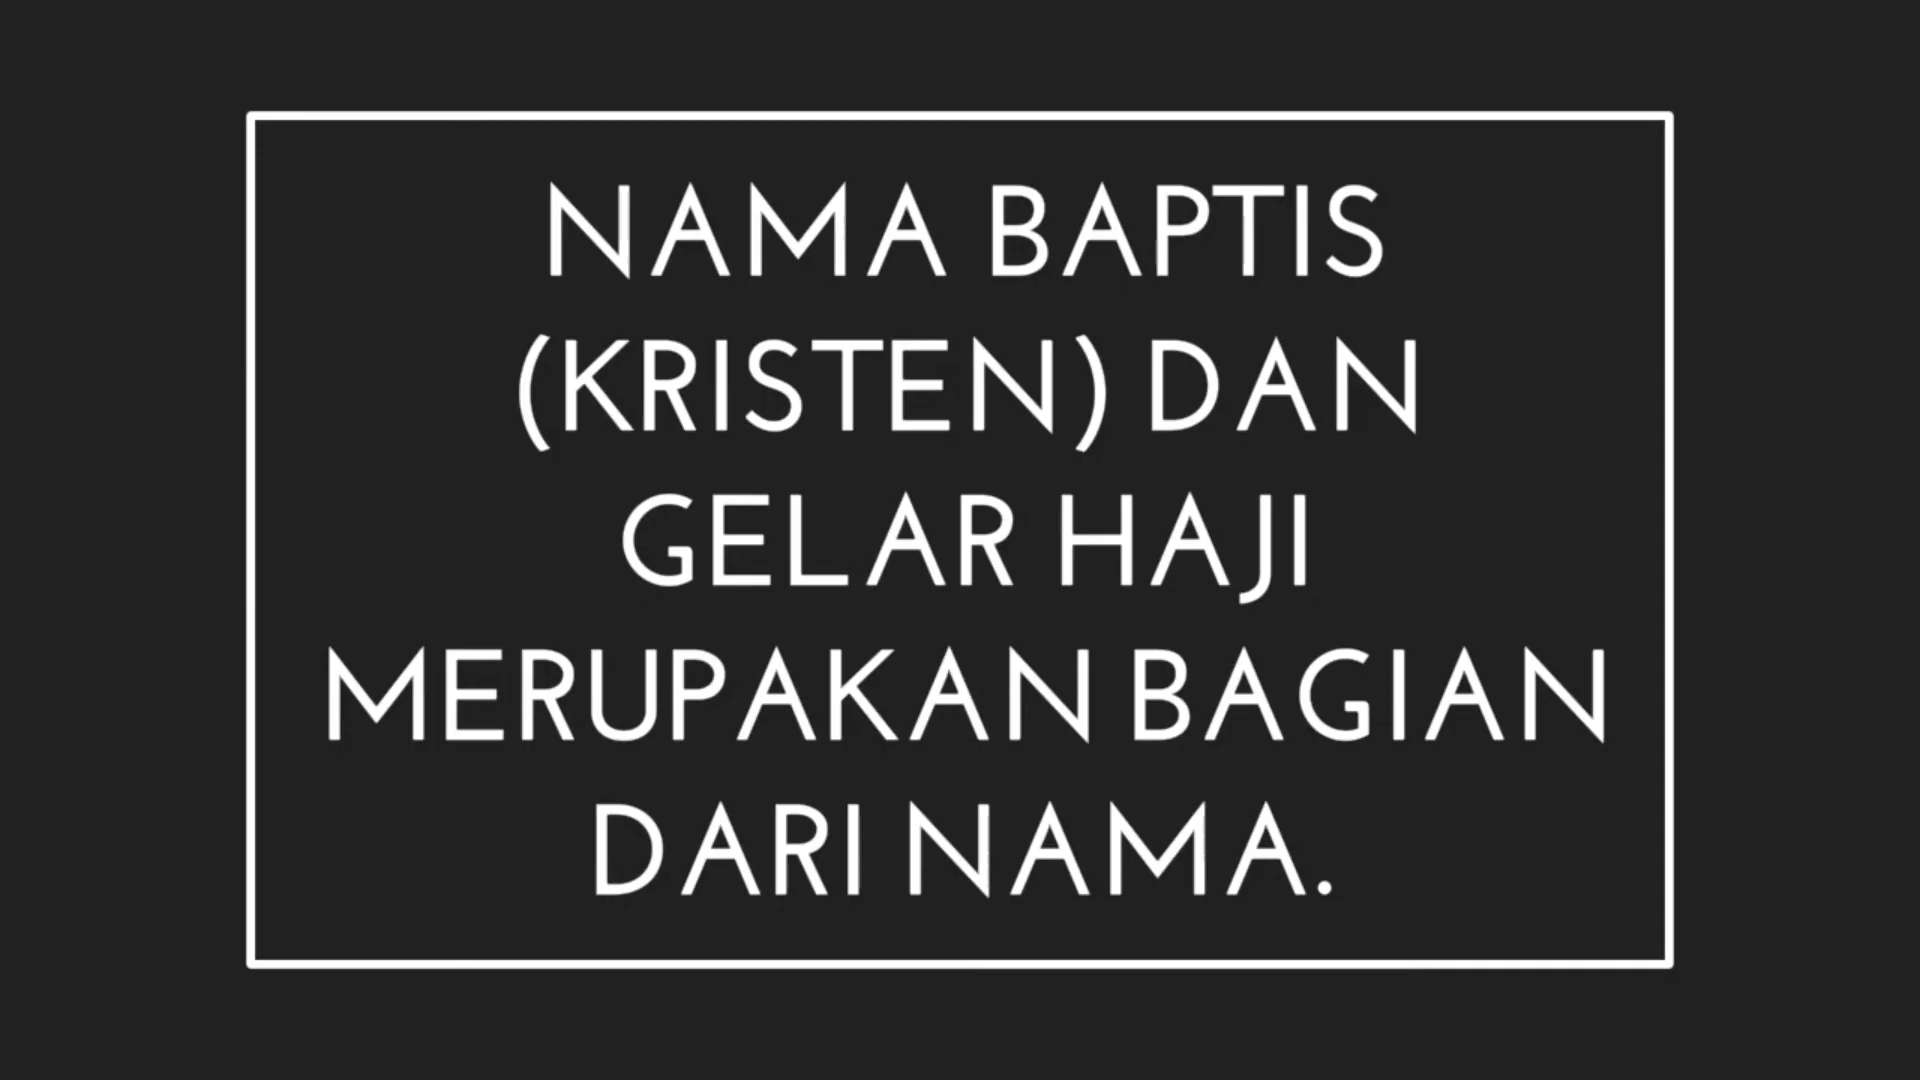 NAMA BAPTIS
(KRISTEN) DAN
GELAR HAJI
MERUPAKAN BAGIAN
DARI NAMA.